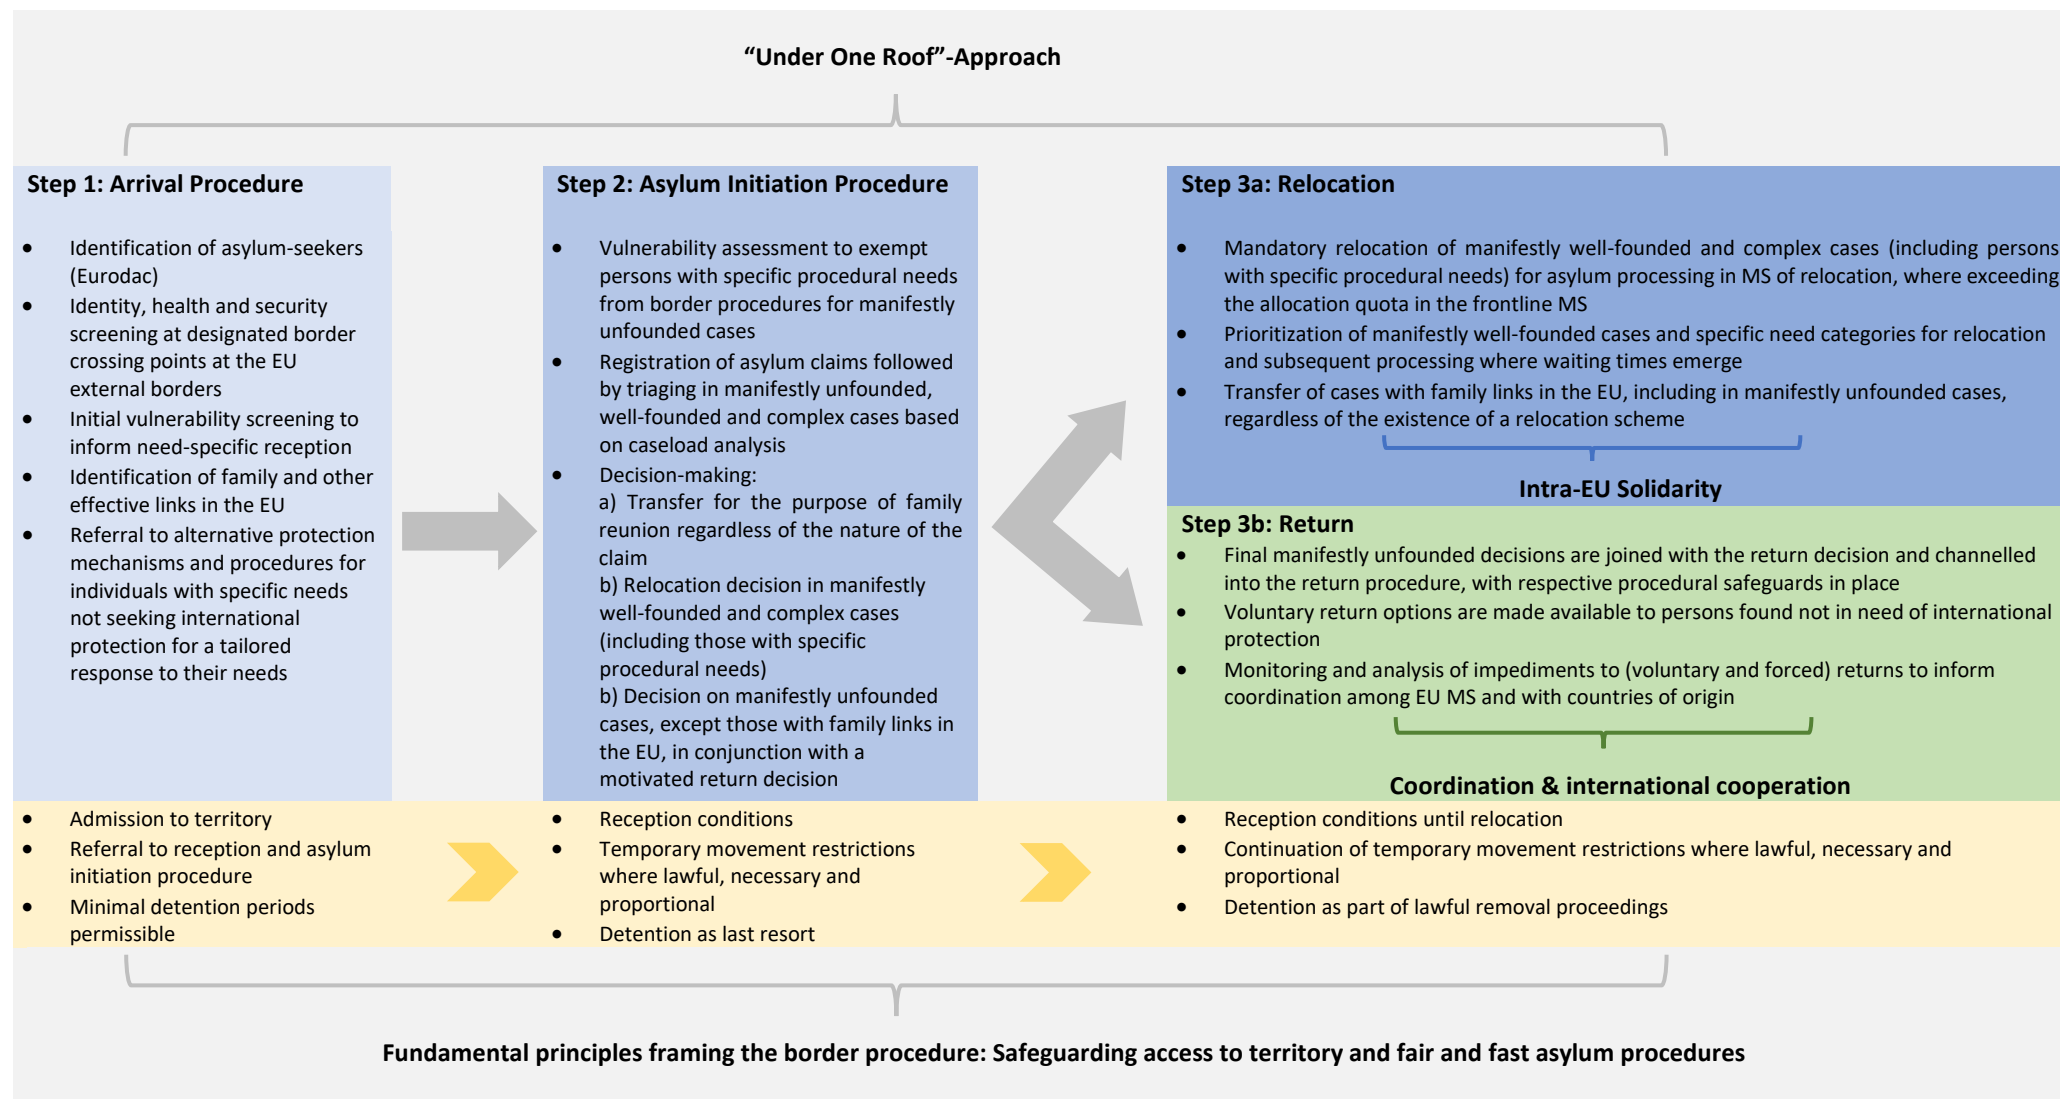 “Under One Roof”-Approach
Step 1: Arrival Procedure
● Identification of asylum-seekers
(Eurodac)
● Identity, health and security
screening at designated border
crossing points at the EU
external borders
● Initial vulnerability screening to
inform need-specific reception
● Identification of family and other
effective links in the EU
● Referral to alternative protection
mechanisms and procedures for
individuals with specific needs
not seeking international
protection for a tailored
response to their needs
Step 2: Asylum Initiation Procedure
● Vulnerability assessment to exempt
persons with specific procedural needs
from border procedures for manifestly
unfounded cases
● Registration of asylum claims followed
by triaging in manifestly unfounded,
well-founded and complex cases based
on caseload analysis
● Decision-making:
a) Transfer for the purpose of family
reunion regardless of the nature of the
claim
b) Relocation decision in manifestly
well-founded and complex cases
(including those with specific
procedural needs)
b) Decision on manifestly unfounded
cases, except those with family links in
the EU, in conjunction with a
motivated return decision
Step 3a: Relocation
● Mandatory relocation of manifestly well-founded and complex cases (including persons
with specific procedural needs) for asylum processing in MS of relocation, where exceeding
the allocation quota in the frontline MS
● Prioritization of manifestly well-founded cases and specific need categories for relocation
and subsequent processing where waiting times emerge
● Transfer of cases with family links in the EU, including in manifestly unfounded cases,
regardless of the existence of a relocation scheme
Intra-EU Solidarity
Step 3b: Return
● Final manifestly unfounded decisions are joined with the return decision and channelled
into the return procedure, with respective procedural safeguards in place
● Voluntary return options are made available to persons found not in need of international
protection
● Monitoring and analysis of impediments to (voluntary and forced) returns to inform
coordination among EU MS and with countries of origin
Coordination & international cooperation
● Admission to territory
● Referral to reception and asylum
initiation procedure
● Minimal detention periods
permissible
● Reception conditions
● Temporary movement restrictions
where lawful, necessary and
proportional
● Detention as last resort
● Reception conditions until relocation
● Continuation of temporary movement restrictions where lawful, necessary and
proportional
● Detention as part of lawful removal proceedings
Fundamental principles framing the border procedure: Safeguarding access to territory and fair and fast asylum procedures